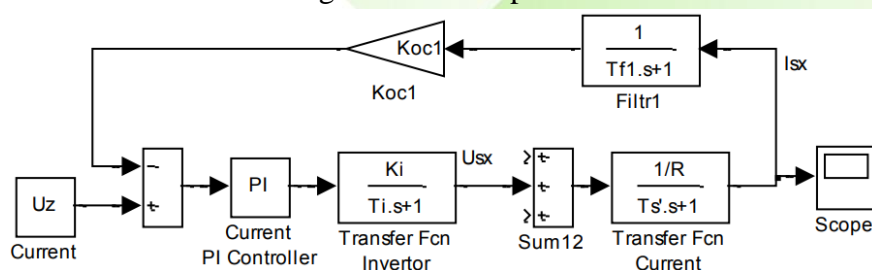 1
Tf1.s+1
Filtr1
Koc1
Koc1
Isx
Uz
Current
PI
Current
PI Controller
Ki
Ti.s+1
Transfer Fcn
Invertor
Usx
Sum12
1/R
Ts'.s+1
Transfer Fcn
Current
Scope